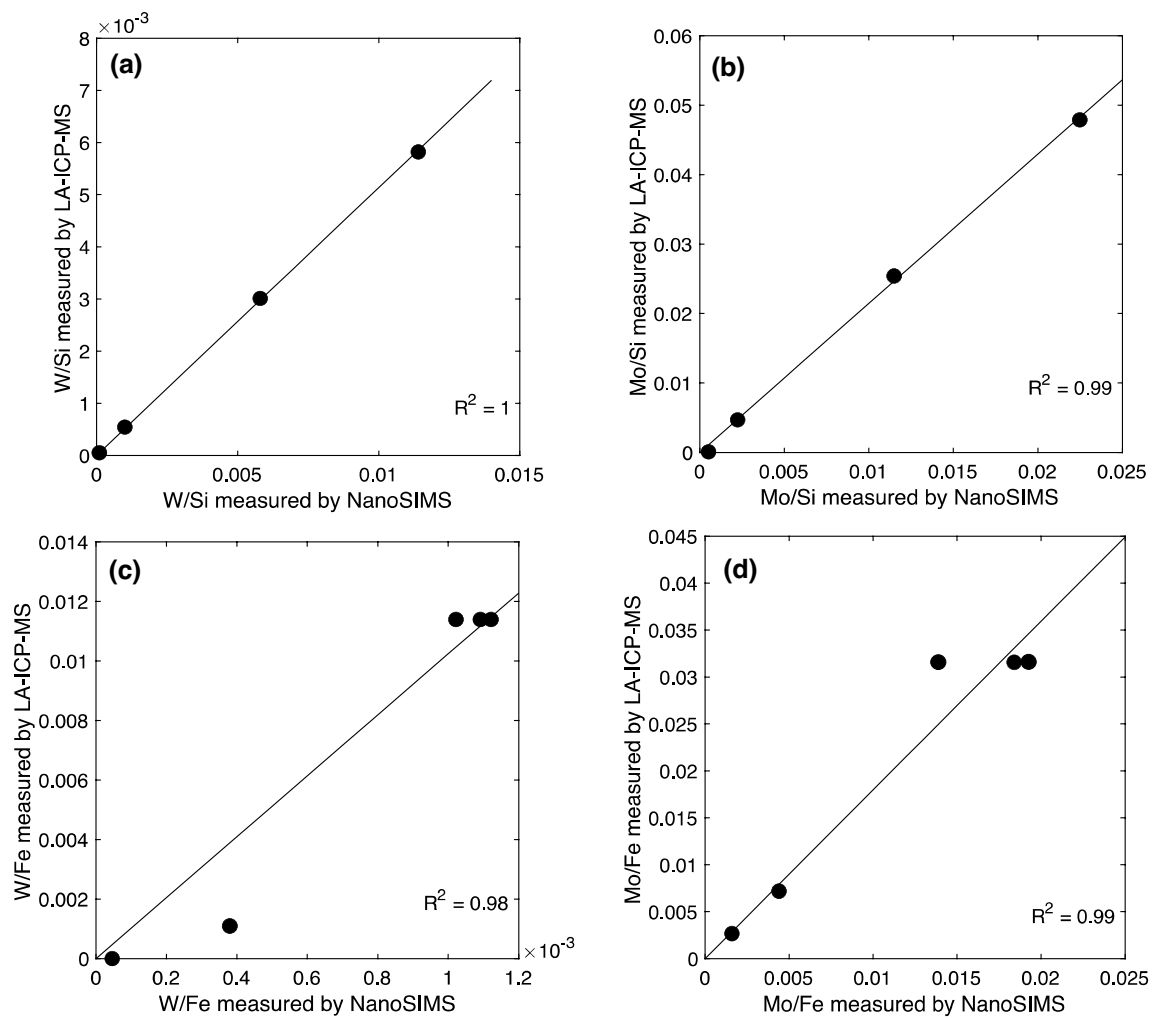 ×10⁻³
(a)
8
7
6
5
4
3
2
1
0
W/Si measured by LA-ICP-MS
R² = 1
0 0.005 0.01 0.015
W/Si measured by NanoSIMS
(b)
0.06
0.05
0.04
0.03
0.02
0.01
0
Mo/Si measured by LA-ICP-MS
R² = 0.99
0 0.005 0.01 0.015 0.02 0.025
Mo/Si measured by NanoSIMS
(c)
0.014
0.012
0.01
0.008
0.006
0.004
0.002
0
W/Fe measured by LA-ICP-MS
R² = 0.98
×10⁻³
0 0.2 0.4 0.6 0.8 1 1.2
W/Fe measured by NanoSIMS
(d)
0.045
0.04
0.035
0.03
0.025
0.02
0.015
0.01
0.005
0
Mo/Fe measured by LA-ICP-MS
R² = 0.99
0 0.005 0.01 0.015 0.02 0.025
Mo/Fe measured by NanoSIMS